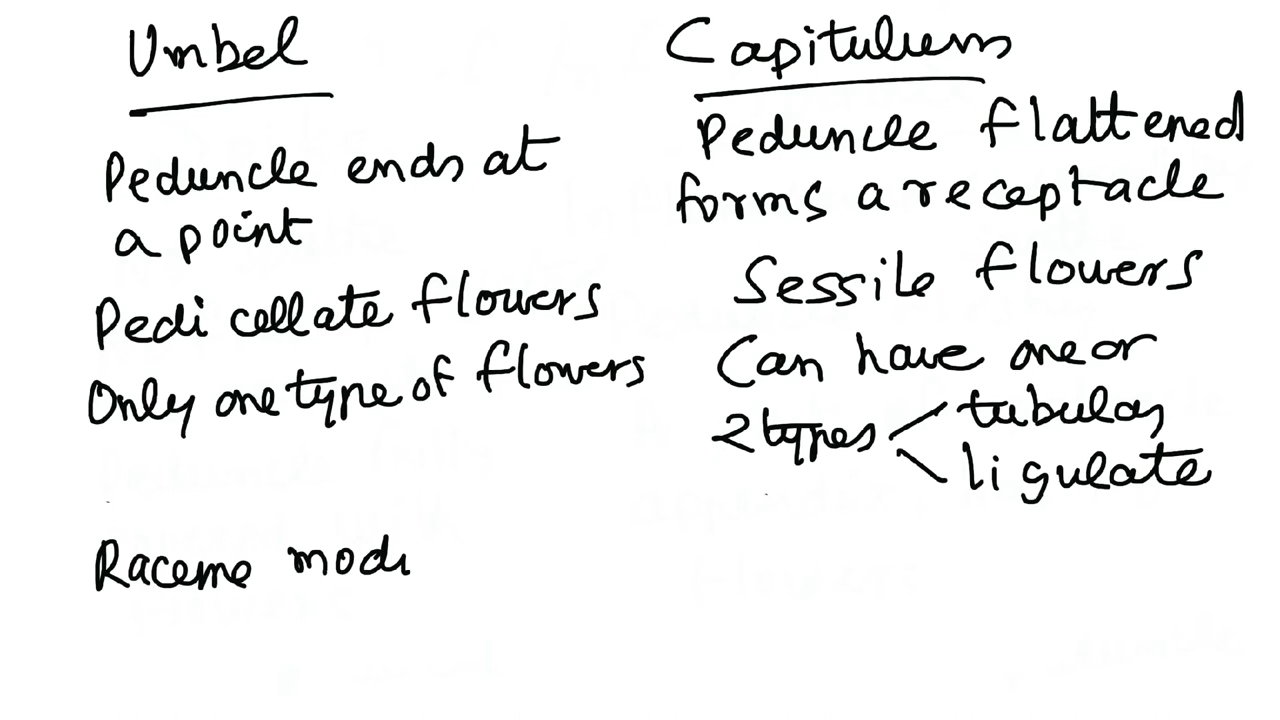 Umbel
Peduncle ends at
a point
Pedicellate flowers
Only one type of flowers
Raceme modi
Capitulum
Peduncle flattened
forms a receptacle
Sessile flowers
Can have one or
2 types < tubular
ligulate